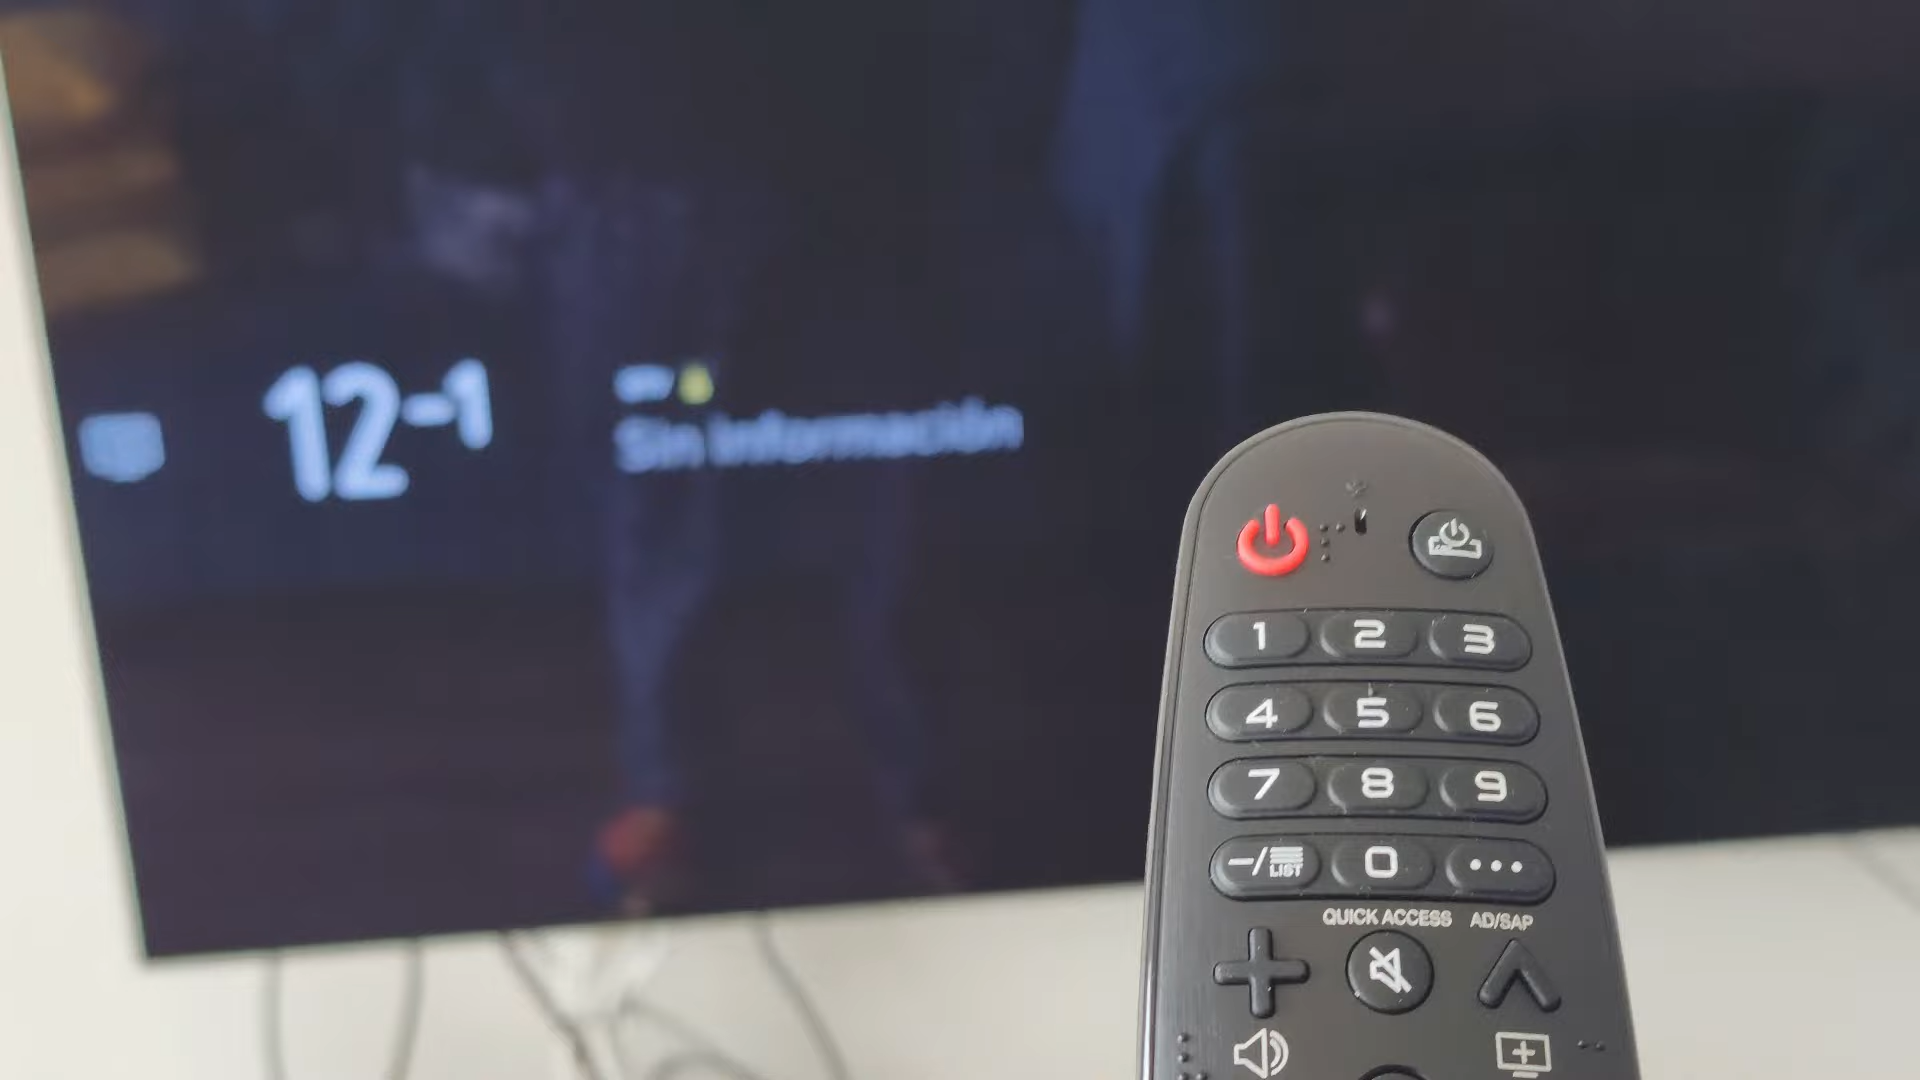 12-1
Sin información
1 2 3
4 5 6
7 8 9
-/LIST 0 ...
QUICK ACCESS AD/SAP